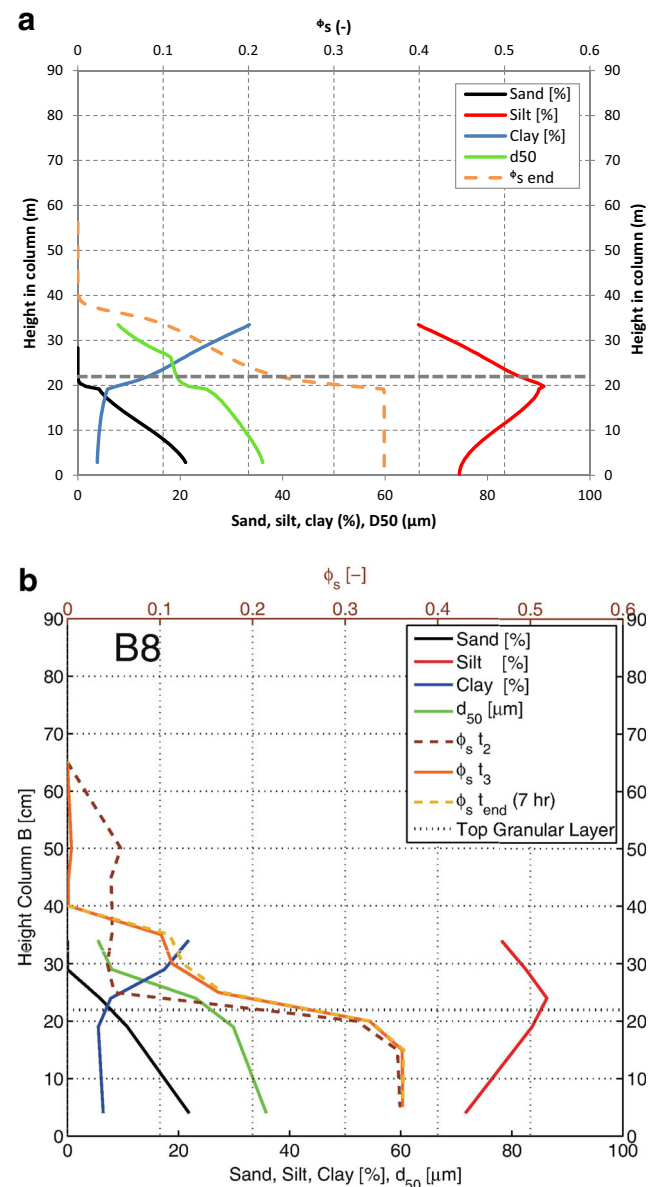 a
ϕs (-)
0 0.1 0.2 0.3 0.4 0.5 0.6
90 90
80 80
70 70
60 60
50 50
40 40
30 30
20 20
10 10
0 0
Height in column (m)
Height in column (m)
Sand [%]
Silt [%]
Clay [%]
d50
ϕs end
0 20 40 60 80 100
Sand, silt, clay (%), D50 (µm)
b
ϕs [−]
0 0.1 0.2 0.3 0.4 0.5 0.6
90 90
B8
80 80
70 70
60 60
50 50
40 40
30 30
20 20
10 10
0 0
Height Column B [cm]
Sand [%]
Silt [%]
Clay [%]
d50 [µm]
ϕs t2
ϕs t3
ϕs tend (7 hr)
Top Granular Layer
0 20 40 60 80 100
Sand, Silt, Clay [%], d50 [µm]